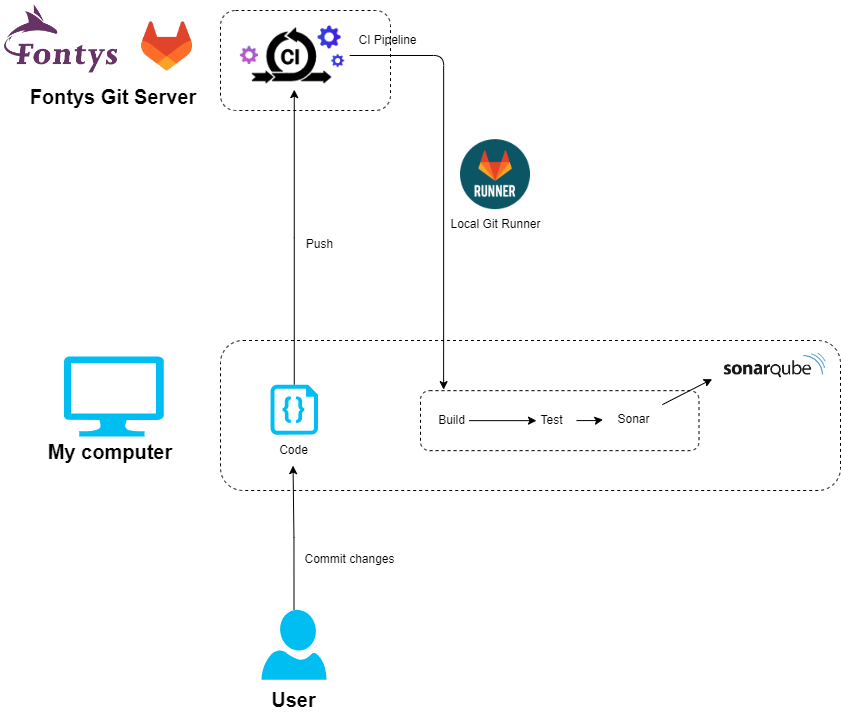 Fontys
Fontys Git Server
CI
CI Pipeline
RUNNER
Local Git Runner
Push
My computer
{}
Code
Build
Test
Sonar
sonarqube
Commit changes
User